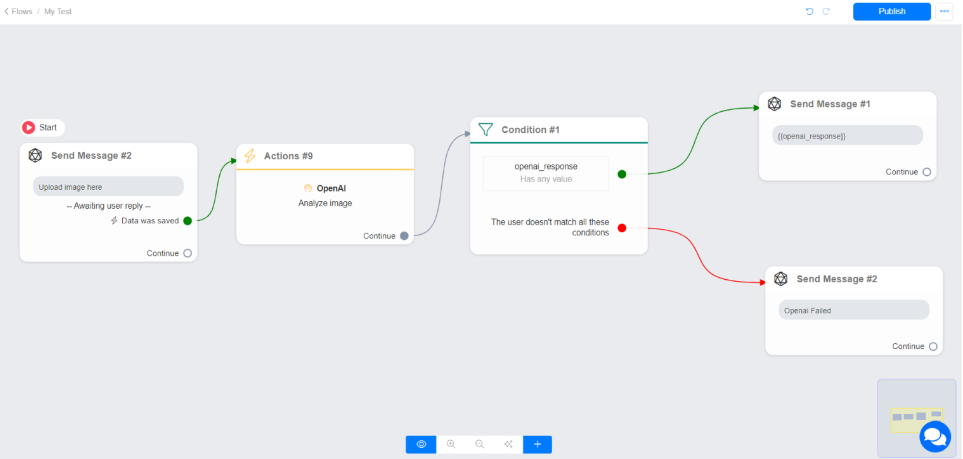 Flows / My Test
Publish
Start
Send Message #2
Upload image here
-- Awaiting user reply --
Data was saved
Continue
Actions #9
OpenAI
Analyze image
Continue
Condition #1
openai_response
Has any value
The user doesn't match all these
conditions
Send Message #1
{{openai_response}}
Continue
Send Message #2
Openai Failed
Continue